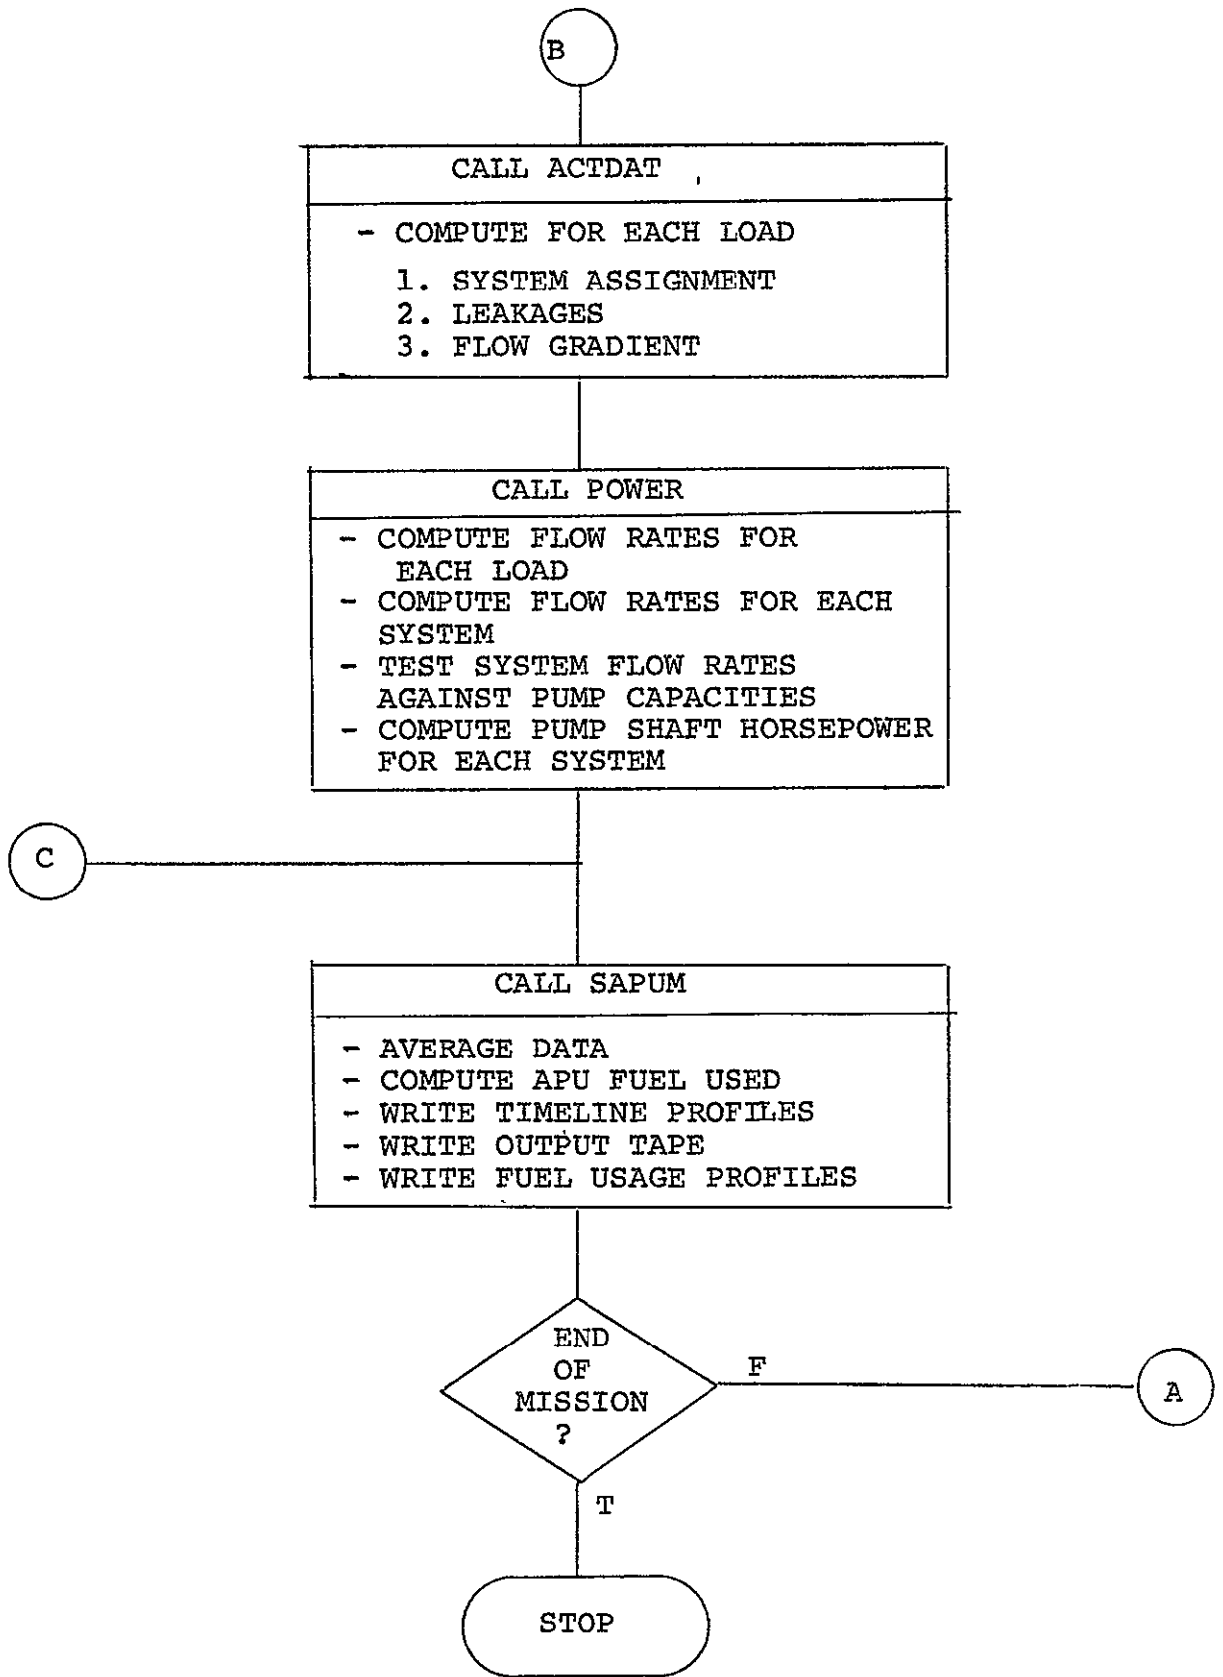 B
CALL ACTDAT
- COMPUTE FOR EACH LOAD
1. SYSTEM ASSIGNMENT
2. LEAKAGES
3. FLOW GRADIENT
CALL POWER
- COMPUTE FLOW RATES FOR
EACH LOAD
- COMPUTE FLOW RATES FOR EACH
SYSTEM
- TEST SYSTEM FLOW RATES
AGAINST PUMP CAPACITIES
- COMPUTE PUMP SHAFT HORSEPOWER
FOR EACH SYSTEM
C
CALL SAPUM
- AVERAGE DATA
- COMPUTE APU FUEL USED
- WRITE TIMELINE PROFILES
- WRITE OUTPUT TAPE
- WRITE FUEL USAGE PROFILES
END
OF
MISSION
?
F
A
T
STOP